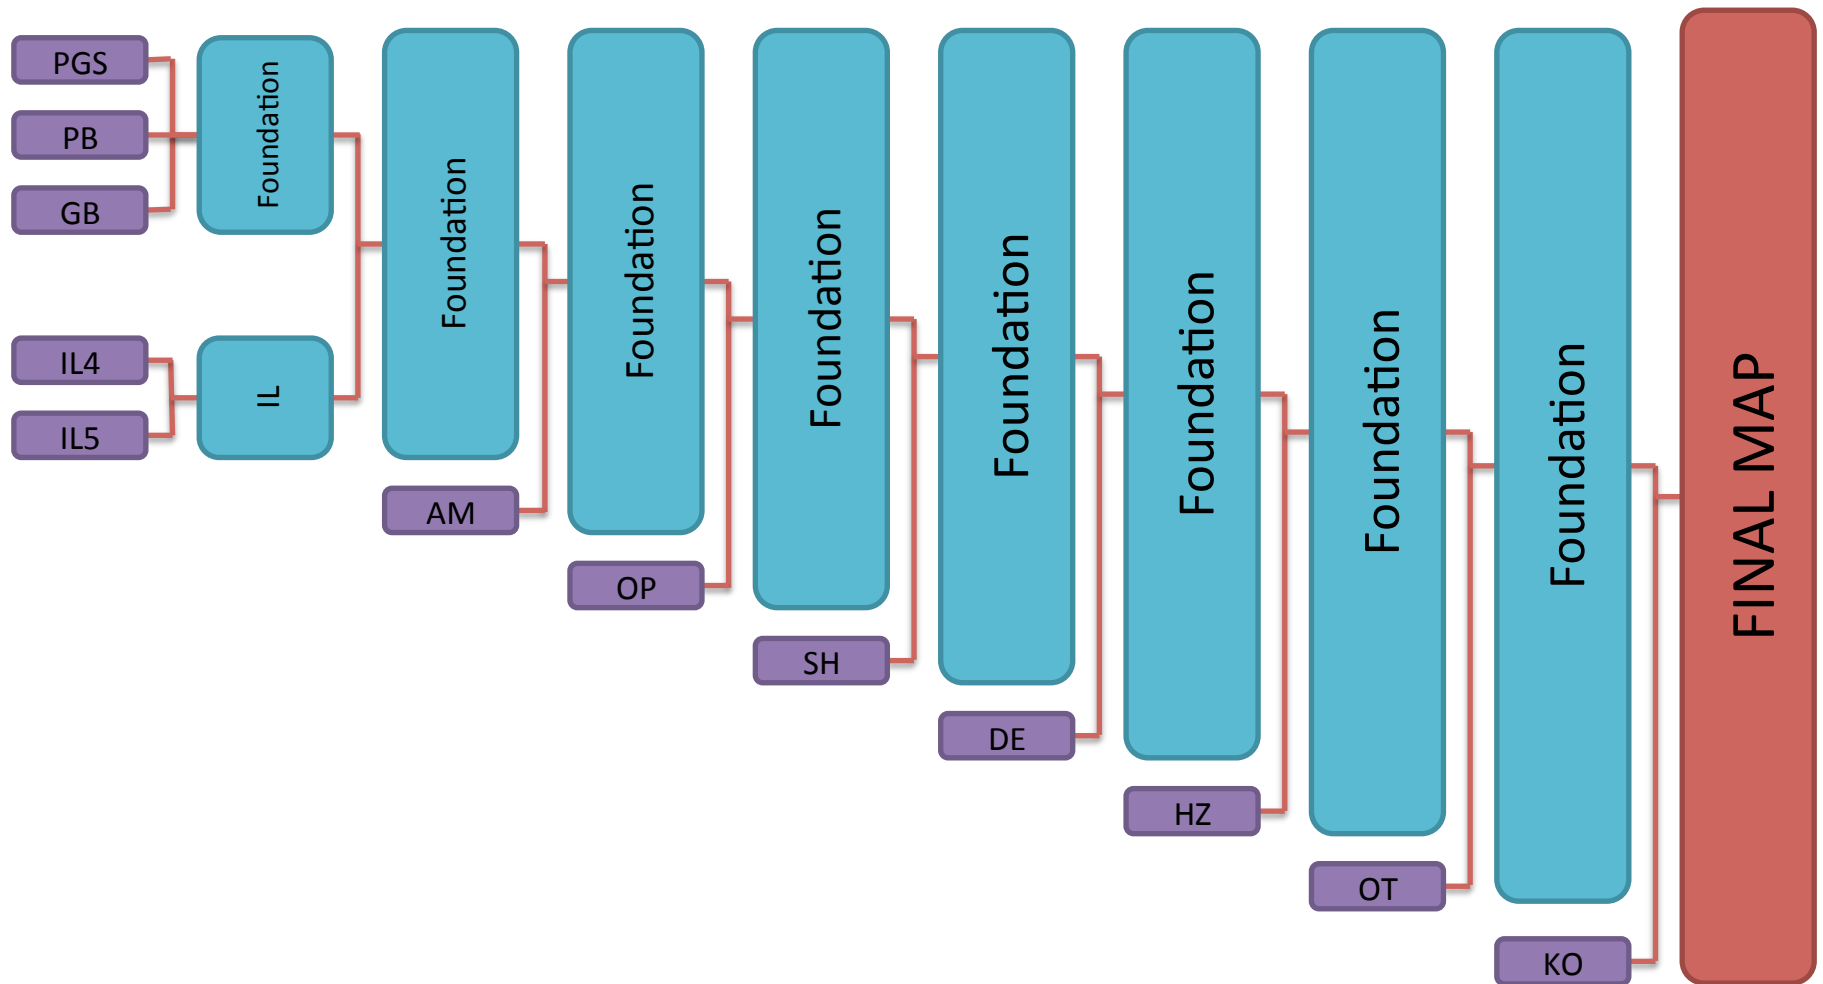 PGS
PB
GB
IL4
IL5
Foundation
IL
Foundation
AM
Foundation
OP
Foundation
SH
Foundation
DE
Foundation
HZ
Foundation
OT
Foundation
KO
FINAL MAP